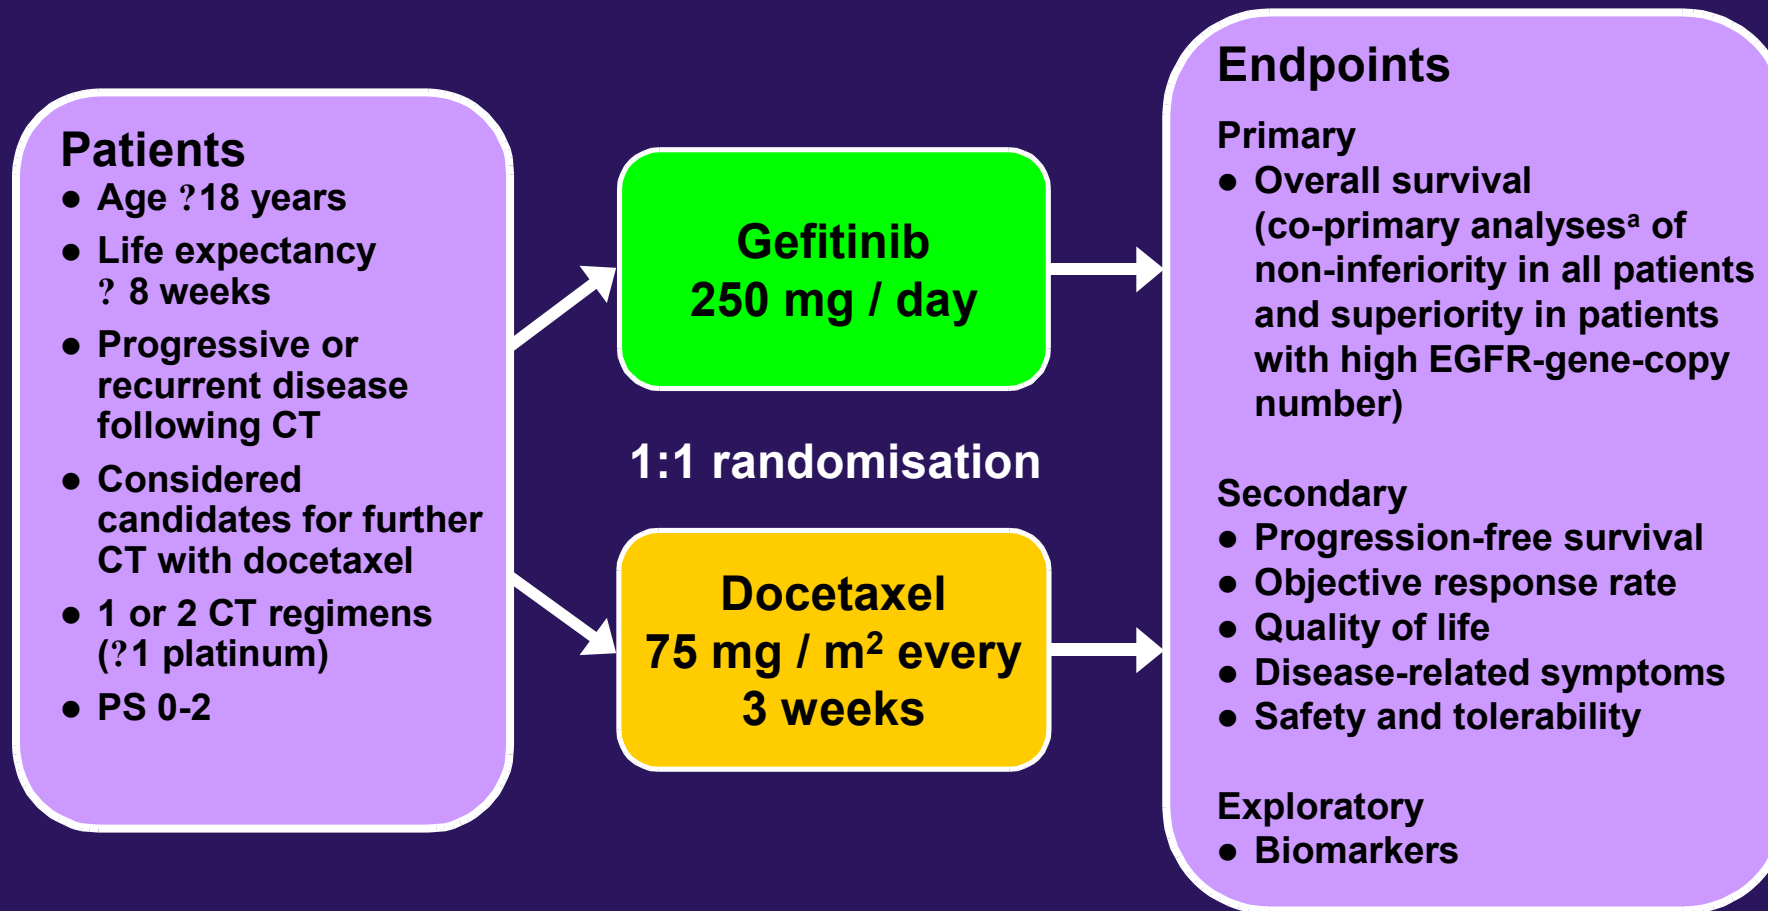 Patients
● Age ?18 years
● Life expectancy
? 8 weeks
● Progressive or
recurrent disease
following CT
● Considered
candidates for further
CT with docetaxel
● 1 or 2 CT regimens
(?1 platinum)
● PS 0-2
Gefitinib
250 mg / day
1:1 randomisation
Docetaxel
75 mg / m² every
3 weeks
Endpoints
Primary
● Overall survival
(co-primary analysesᵃ of
non-inferiority in all patients
and superiority in patients
with high EGFR-gene-copy
number)
Secondary
● Progression-free survival
● Objective response rate
● Quality of life
● Disease-related symptoms
● Safety and tolerability
Exploratory
● Biomarkers